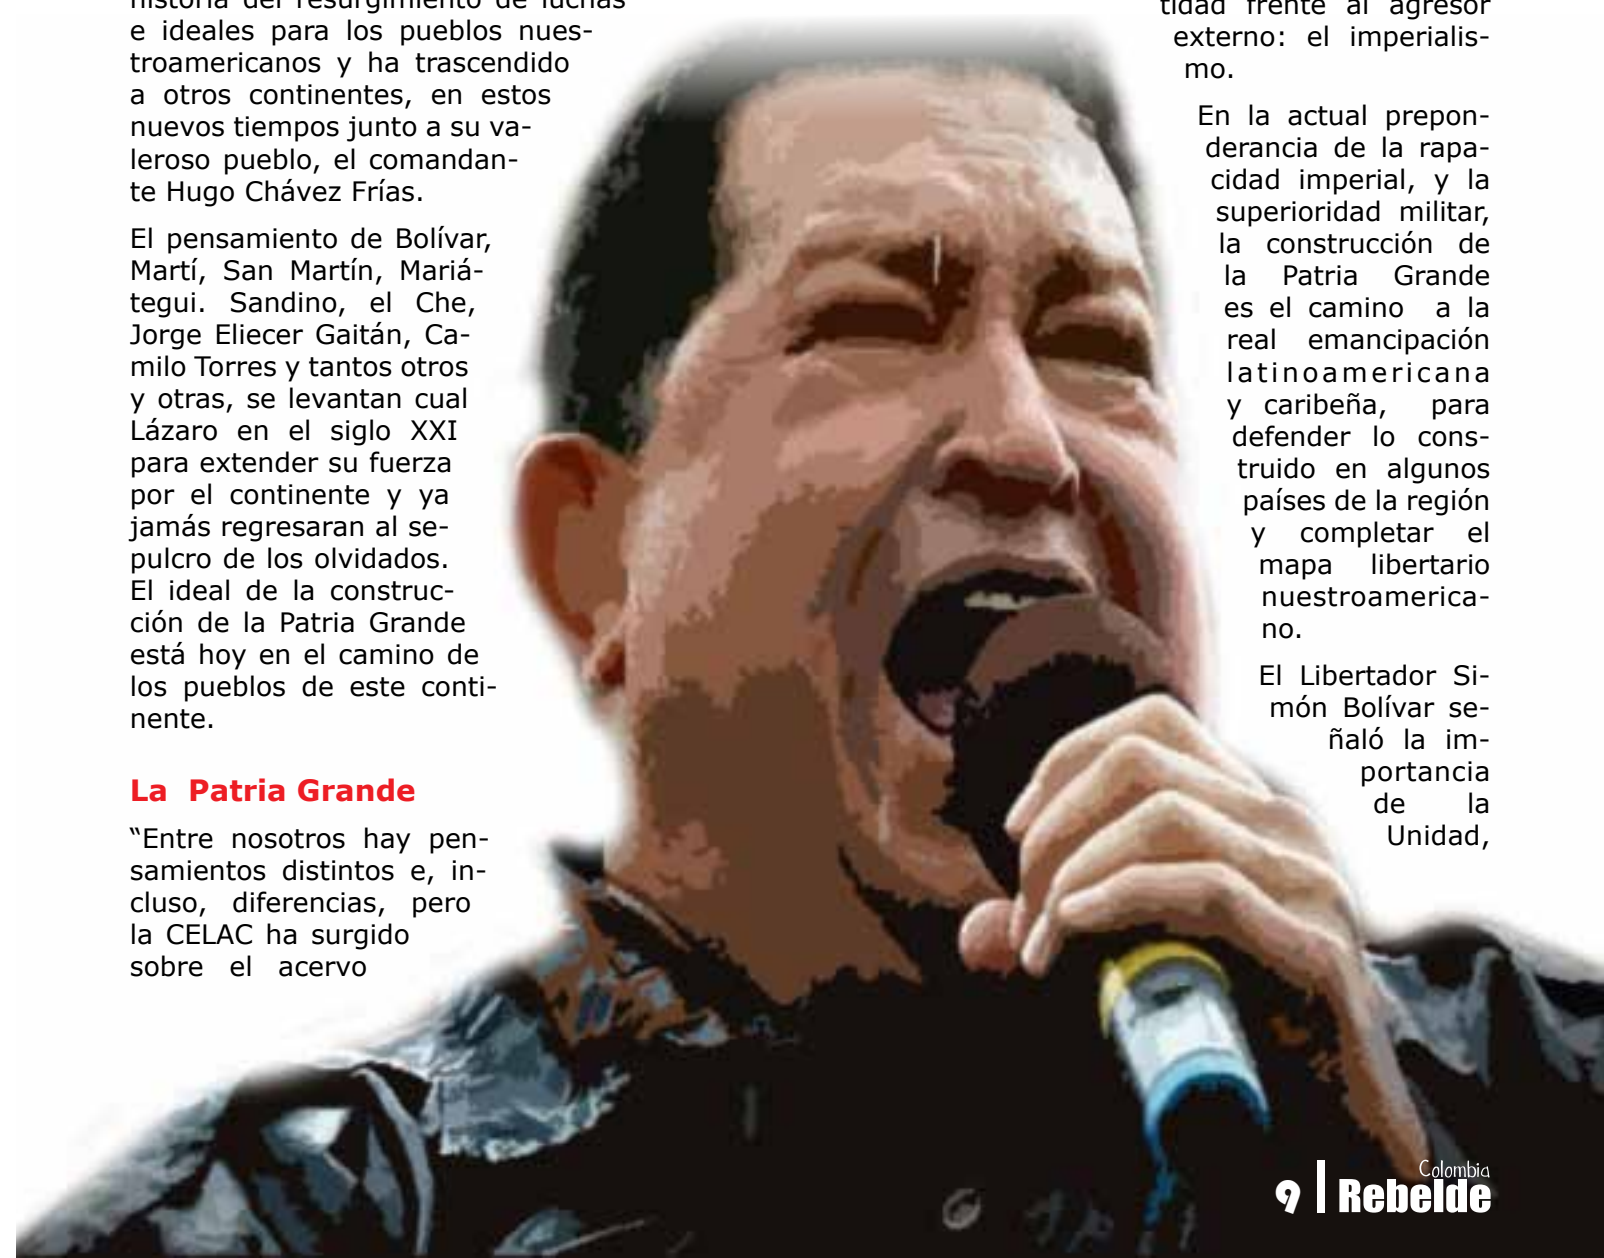 historia del resurgimiento de luchas
e ideales para los pueblos nues-
troamericanos y ha trascendido
a otros continentes, en estos
nuevos tiempos junto a su va-
leroso pueblo, el comandan-
te Hugo Chávez Frías.
El pensamiento de Bolívar,
Martí, San Martín, Mariá-
tegui. Sandino, el Che,
Jorge Eliecer Gaitán, Ca-
milo Torres y tantos otros
y otras, se levantan cual
Lázaro en el siglo XXI
para extender su fuerza
por el continente y ya
jamás regresaran al se-
pulcro de los olvidados.
El ideal de la construc-
ción de la Patria Grande
está hoy en el camino de
los pueblos de este conti-
nente.
La Patria Grande
“Entre nosotros hay pen-
samientos distintos e, in-
cluso, diferencias, pero
la CELAC ha surgido
sobre el acervo
tidad frente al agresor
externo: el imperialis-
mo.
En la actual prepon-
derancia de la rapa-
cidad imperial, y la
superioridad militar,
la construcción de
la Patria Grande
es el camino a la
real emancipación
latinoamericana
y caribeña, para
defender lo cons-
truido en algunos
países de la región
y completar el
mapa libertario
nuestroamerica-
no.
El Libertador Si-
món Bolívar se-
ñaló la im-
portancia
de la
Unidad,
Colombia
9 | Rebelde